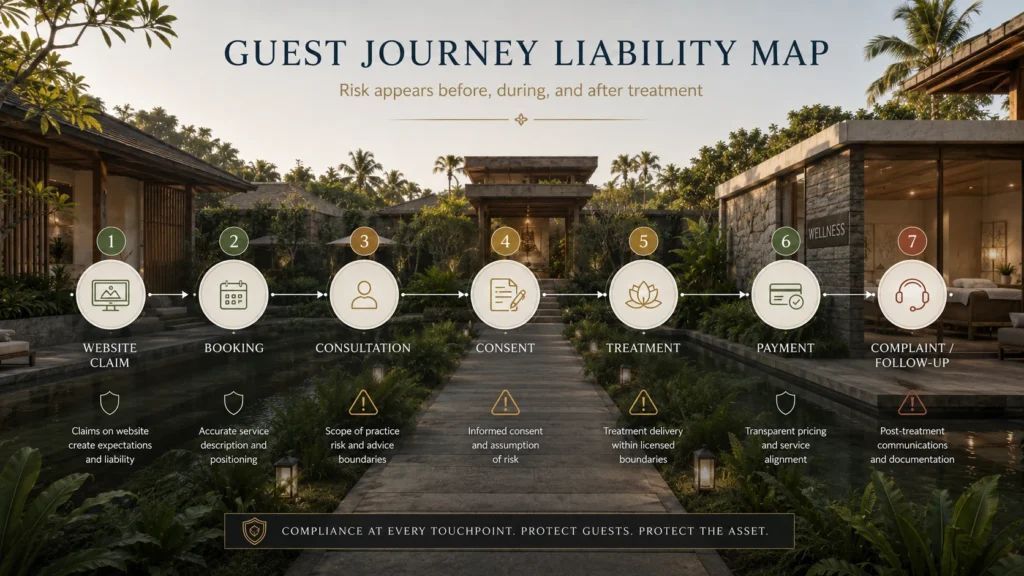 GUEST JOURNEY LIABILITY MAP
Risk appears before, during, and after treatment
1
2
3
4
5
6
7
WELLNESS
WEBSITE
CLAIM
BOOKING
CONSULTATION
CONSENT
TREATMENT
PAYMENT
COMPLAINT /
FOLLOW-UP
Claims on website
create expectations
and liability
Accurate service
description and
positioning
Scope of practice
risk and advice
boundaries
Informed consent
and assumption
of risk
Treatment delivery
within licensed
boundaries
Transparent pricing
and service
alignment
Post-treatment
communications
and documentation
COMPLIANCE AT EVERY TOUCHPOINT. PROTECT GUESTS. PROTECT THE ASSET.